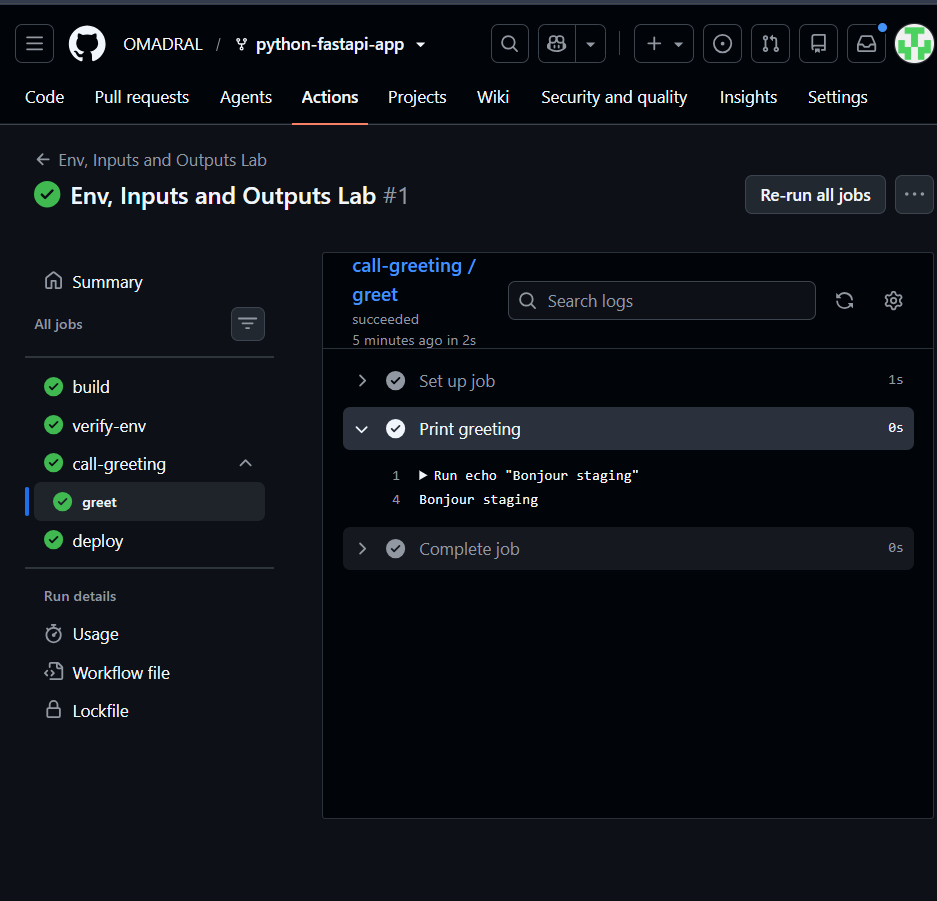 OMADRAL / python-fastapi-app
Code Pull requests Agents Actions Projects Wiki Security and quality Insights Settings
Env, Inputs and Outputs Lab
Env, Inputs and Outputs Lab #1
Re-run all jobs
Summary
All jobs
build
verify-env
call-greeting
greet
deploy
Run details
Usage
Workflow file
Lockfile
call-greeting /
greet
succeeded
5 minutes ago in 2s
Search logs
Set up job 1s
Print greeting 0s
1 Run echo "Bonjour staging"
4 Bonjour staging
Complete job 0s